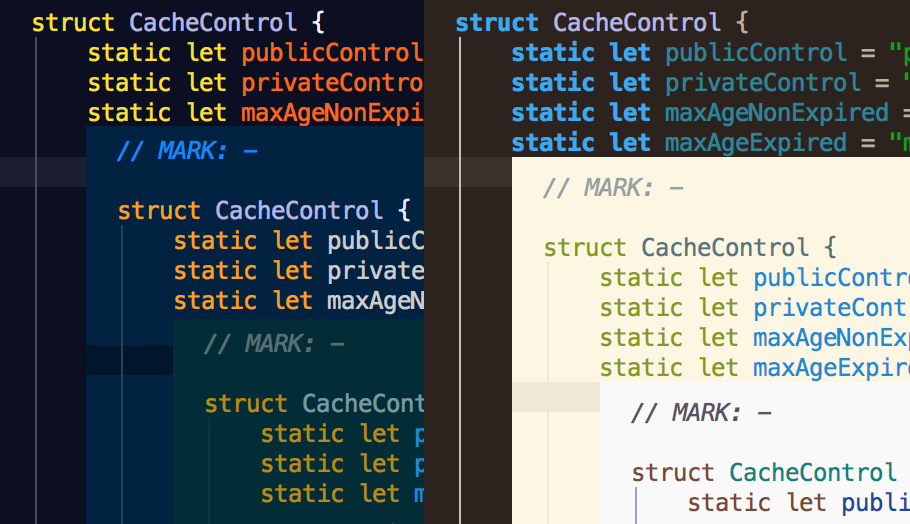 struct CacheControl {
static let publicControl
static let privateContro
static let maxAgeNonExpi
// MARK: –
struct CacheControl {
static let publicC
static let private
static let maxAgeN
// MARK: –
struct CacheCont
static let p
static let p
static let m
struct CacheControl {
static let publicControl = "p
static let privateControl = "
static let maxAgeNonExpired =
static let maxAgeExpired = "m
// MARK: –
struct CacheControl {
static let publicContro
static let privateCont
static let maxAgeNonExp
static let maxAgeExpire
// MARK: –
struct CacheControl
static let publi